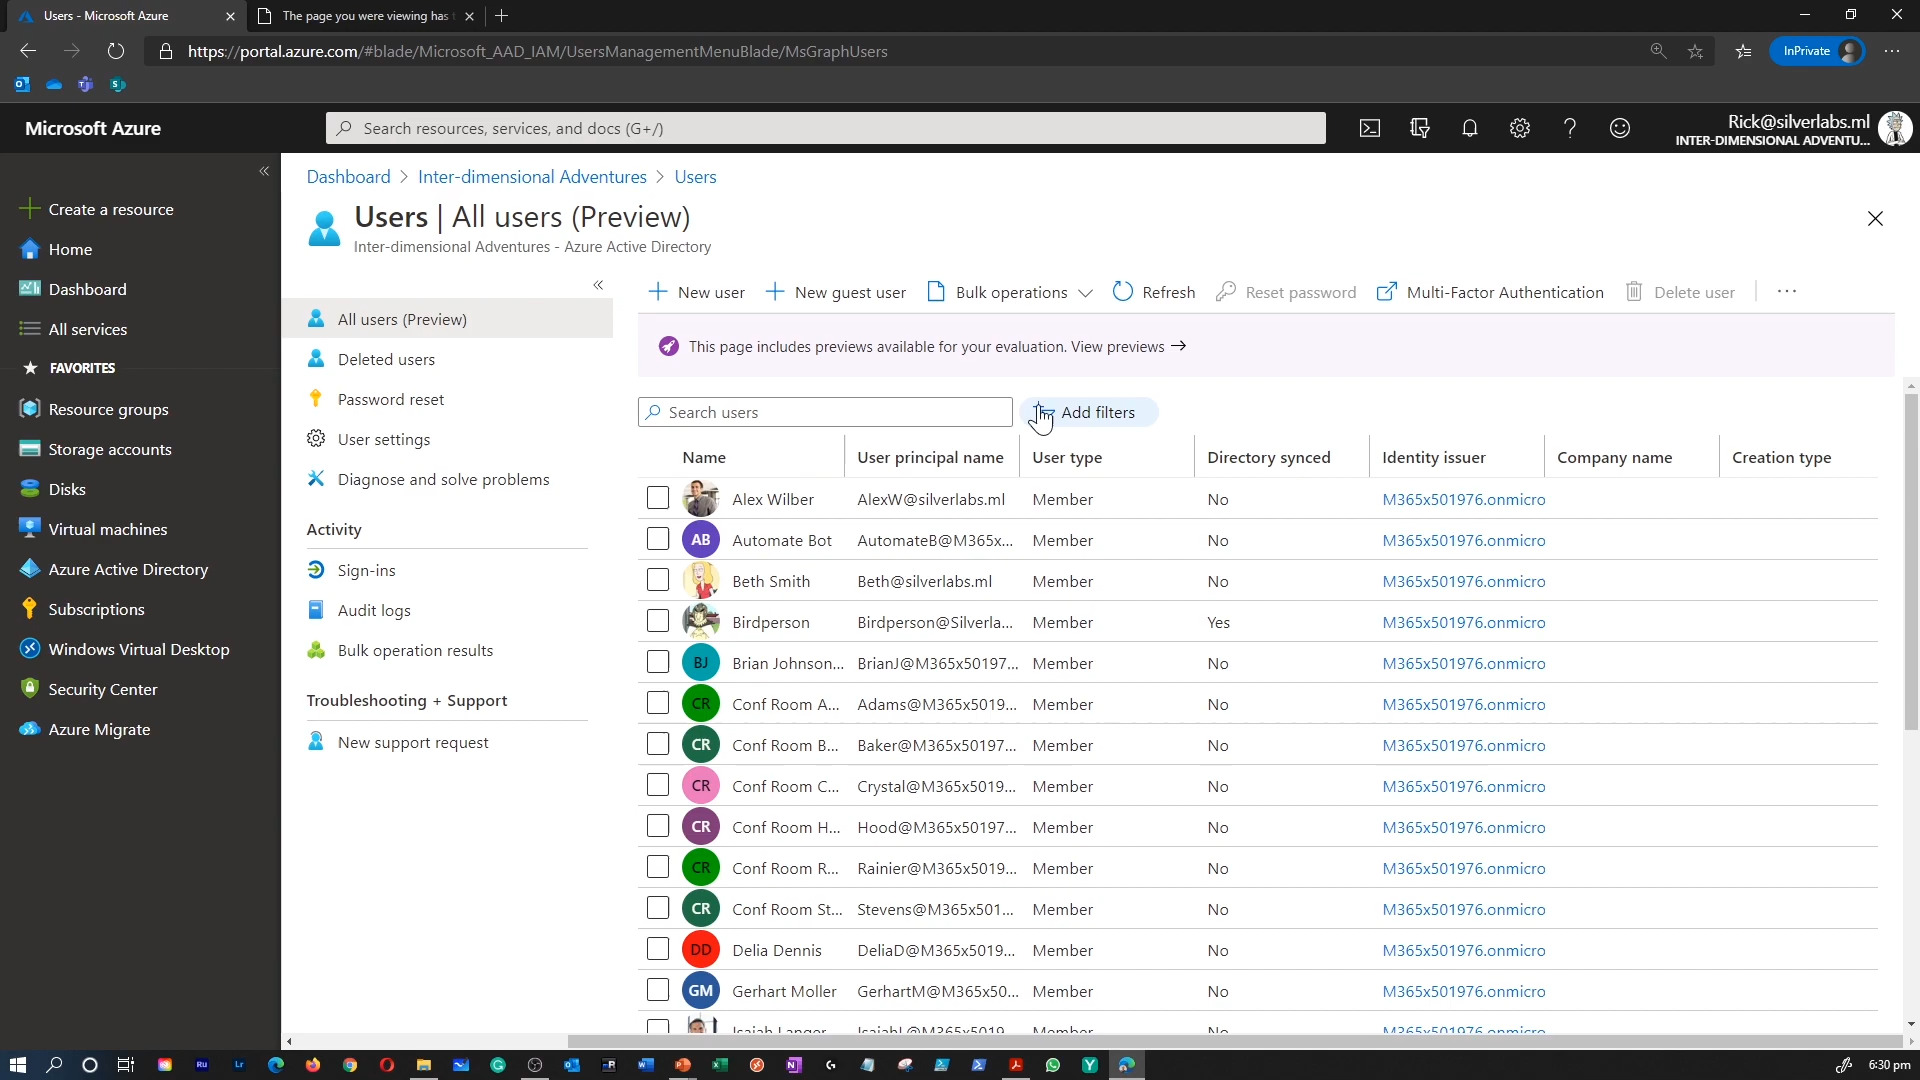 Users - Microsoft Azure
The page you were viewing has t
https://portal.azure.com/#blade/Microsoft_AAD_IAM/UsersManagementMenuBlade/MsGraphUsers
InPrivate
Microsoft Azure
Search resources, services, and docs (G+/)
Rick@silverlabs.ml
INTER-DIMENSIONAL ADVENTU...
Create a resource
Home
Dashboard
All services
FAVORITES
Resource groups
Storage accounts
Disks
Virtual machines
Azure Active Directory
Subscriptions
Windows Virtual Desktop
Security Center
Azure Migrate
Dashboard > Inter-dimensional Adventures > Users
Users | All users (Preview)
Inter-dimensional Adventures - Azure Active Directory
All users (Preview)
Deleted users
Password reset
User settings
Diagnose and solve problems
Activity
Sign-ins
Audit logs
Bulk operation results
Troubleshooting + Support
New support request
New user New guest user Bulk operations Refresh Reset password Multi-Factor Authentication Delete user ...
This page includes previews available for your evaluation. View previews →
Search users
Add filters
Name User principal name User type Directory synced Identity issuer Company name Creation type
Alex Wilber AlexW@silverlabs.ml Member No M365x501976.onmicro
AB Automate Bot AutomateB@M365x... Member No M365x501976.onmicro
Beth Smith Beth@silverlabs.ml Member No M365x501976.onmicro
Birdperson Birdperson@Silverla... Member Yes M365x501976.onmicro
BJ Brian Johnson... BrianJ@M365x50197... Member No M365x501976.onmicro
CR Conf Room A... Adams@M365x5019... Member No M365x501976.onmicro
CR Conf Room B... Baker@M365x50197... Member No M365x501976.onmicro
CR Conf Room C... Crystal@M365x5019... Member No M365x501976.onmicro
CR Conf Room H... Hood@M365x50197... Member No M365x501976.onmicro
CR Conf Room R... Rainier@M365x5019... Member No M365x501976.onmicro
CR Conf Room St... Stevens@M365x501... Member No M365x501976.onmicro
DD Delia Dennis DeliaD@M365x5019... Member No M365x501976.onmicro
GM Gerhart Moller GerhartM@M365x50... Member No M365x501976.onmicro
Isaiah Langer IsaiahL@M365x5019... Member No M365x501976.onmicro
6:30 pm